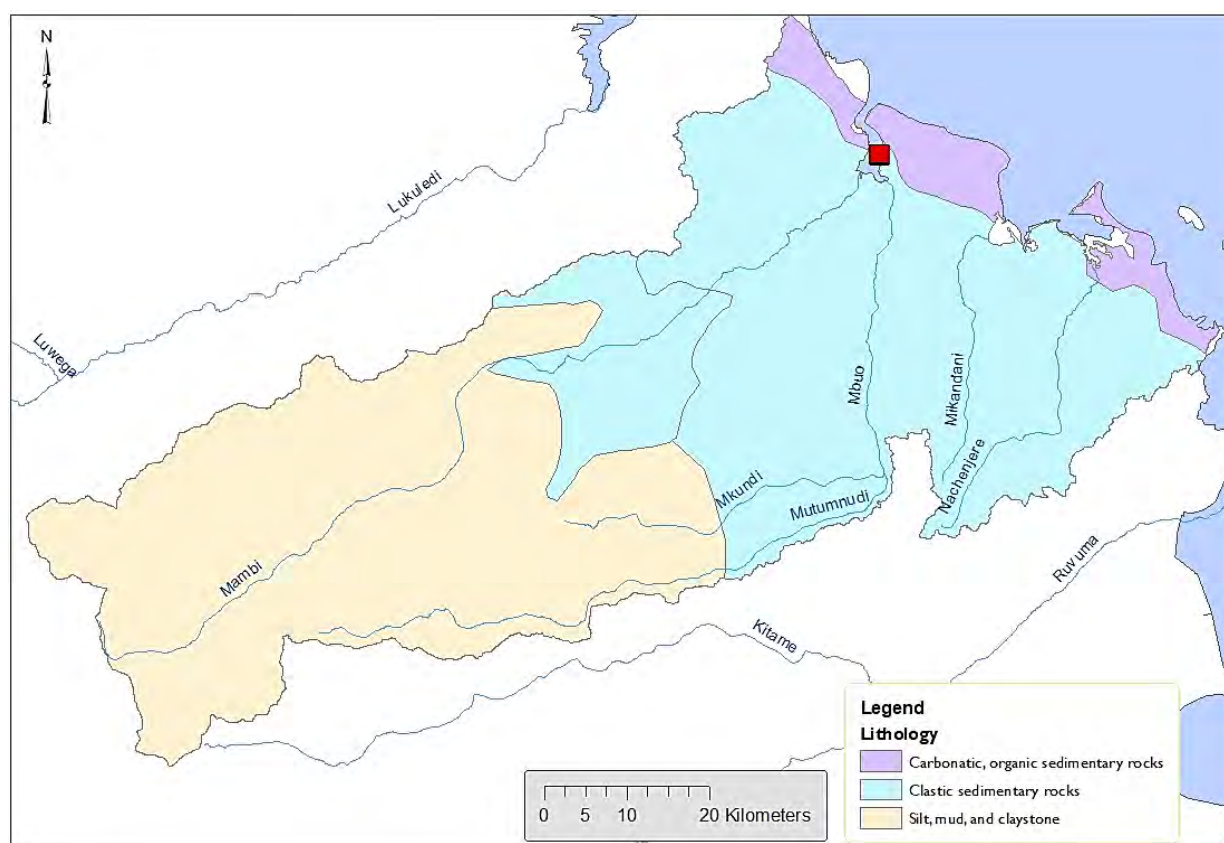 N
Lukuledi
Luwega
Mbuo
Mikandani
Nachenjere
Mkundi
Mutumnudi
Mambi
Ruvuma
Kitame
Legend
Lithology
Carbonatic, organic sedimentary rocks
Clastic sedimentary rocks
Silt, mud, and claystone
0 5 10 20 Kilometers